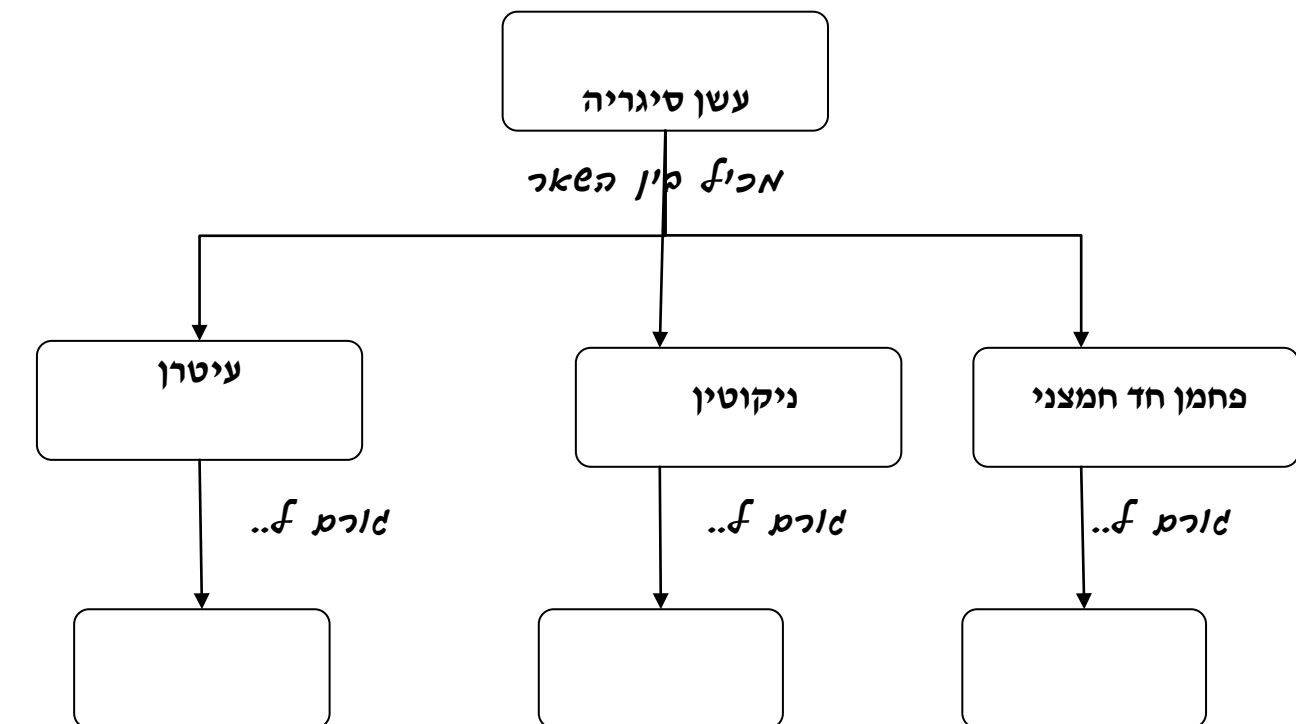 עשן סיגריה
מכיל בין השאר
פחמן חד חמצני
ניקוטין
עיטרן
גורם ל..
גורם ל..
גורם ל..